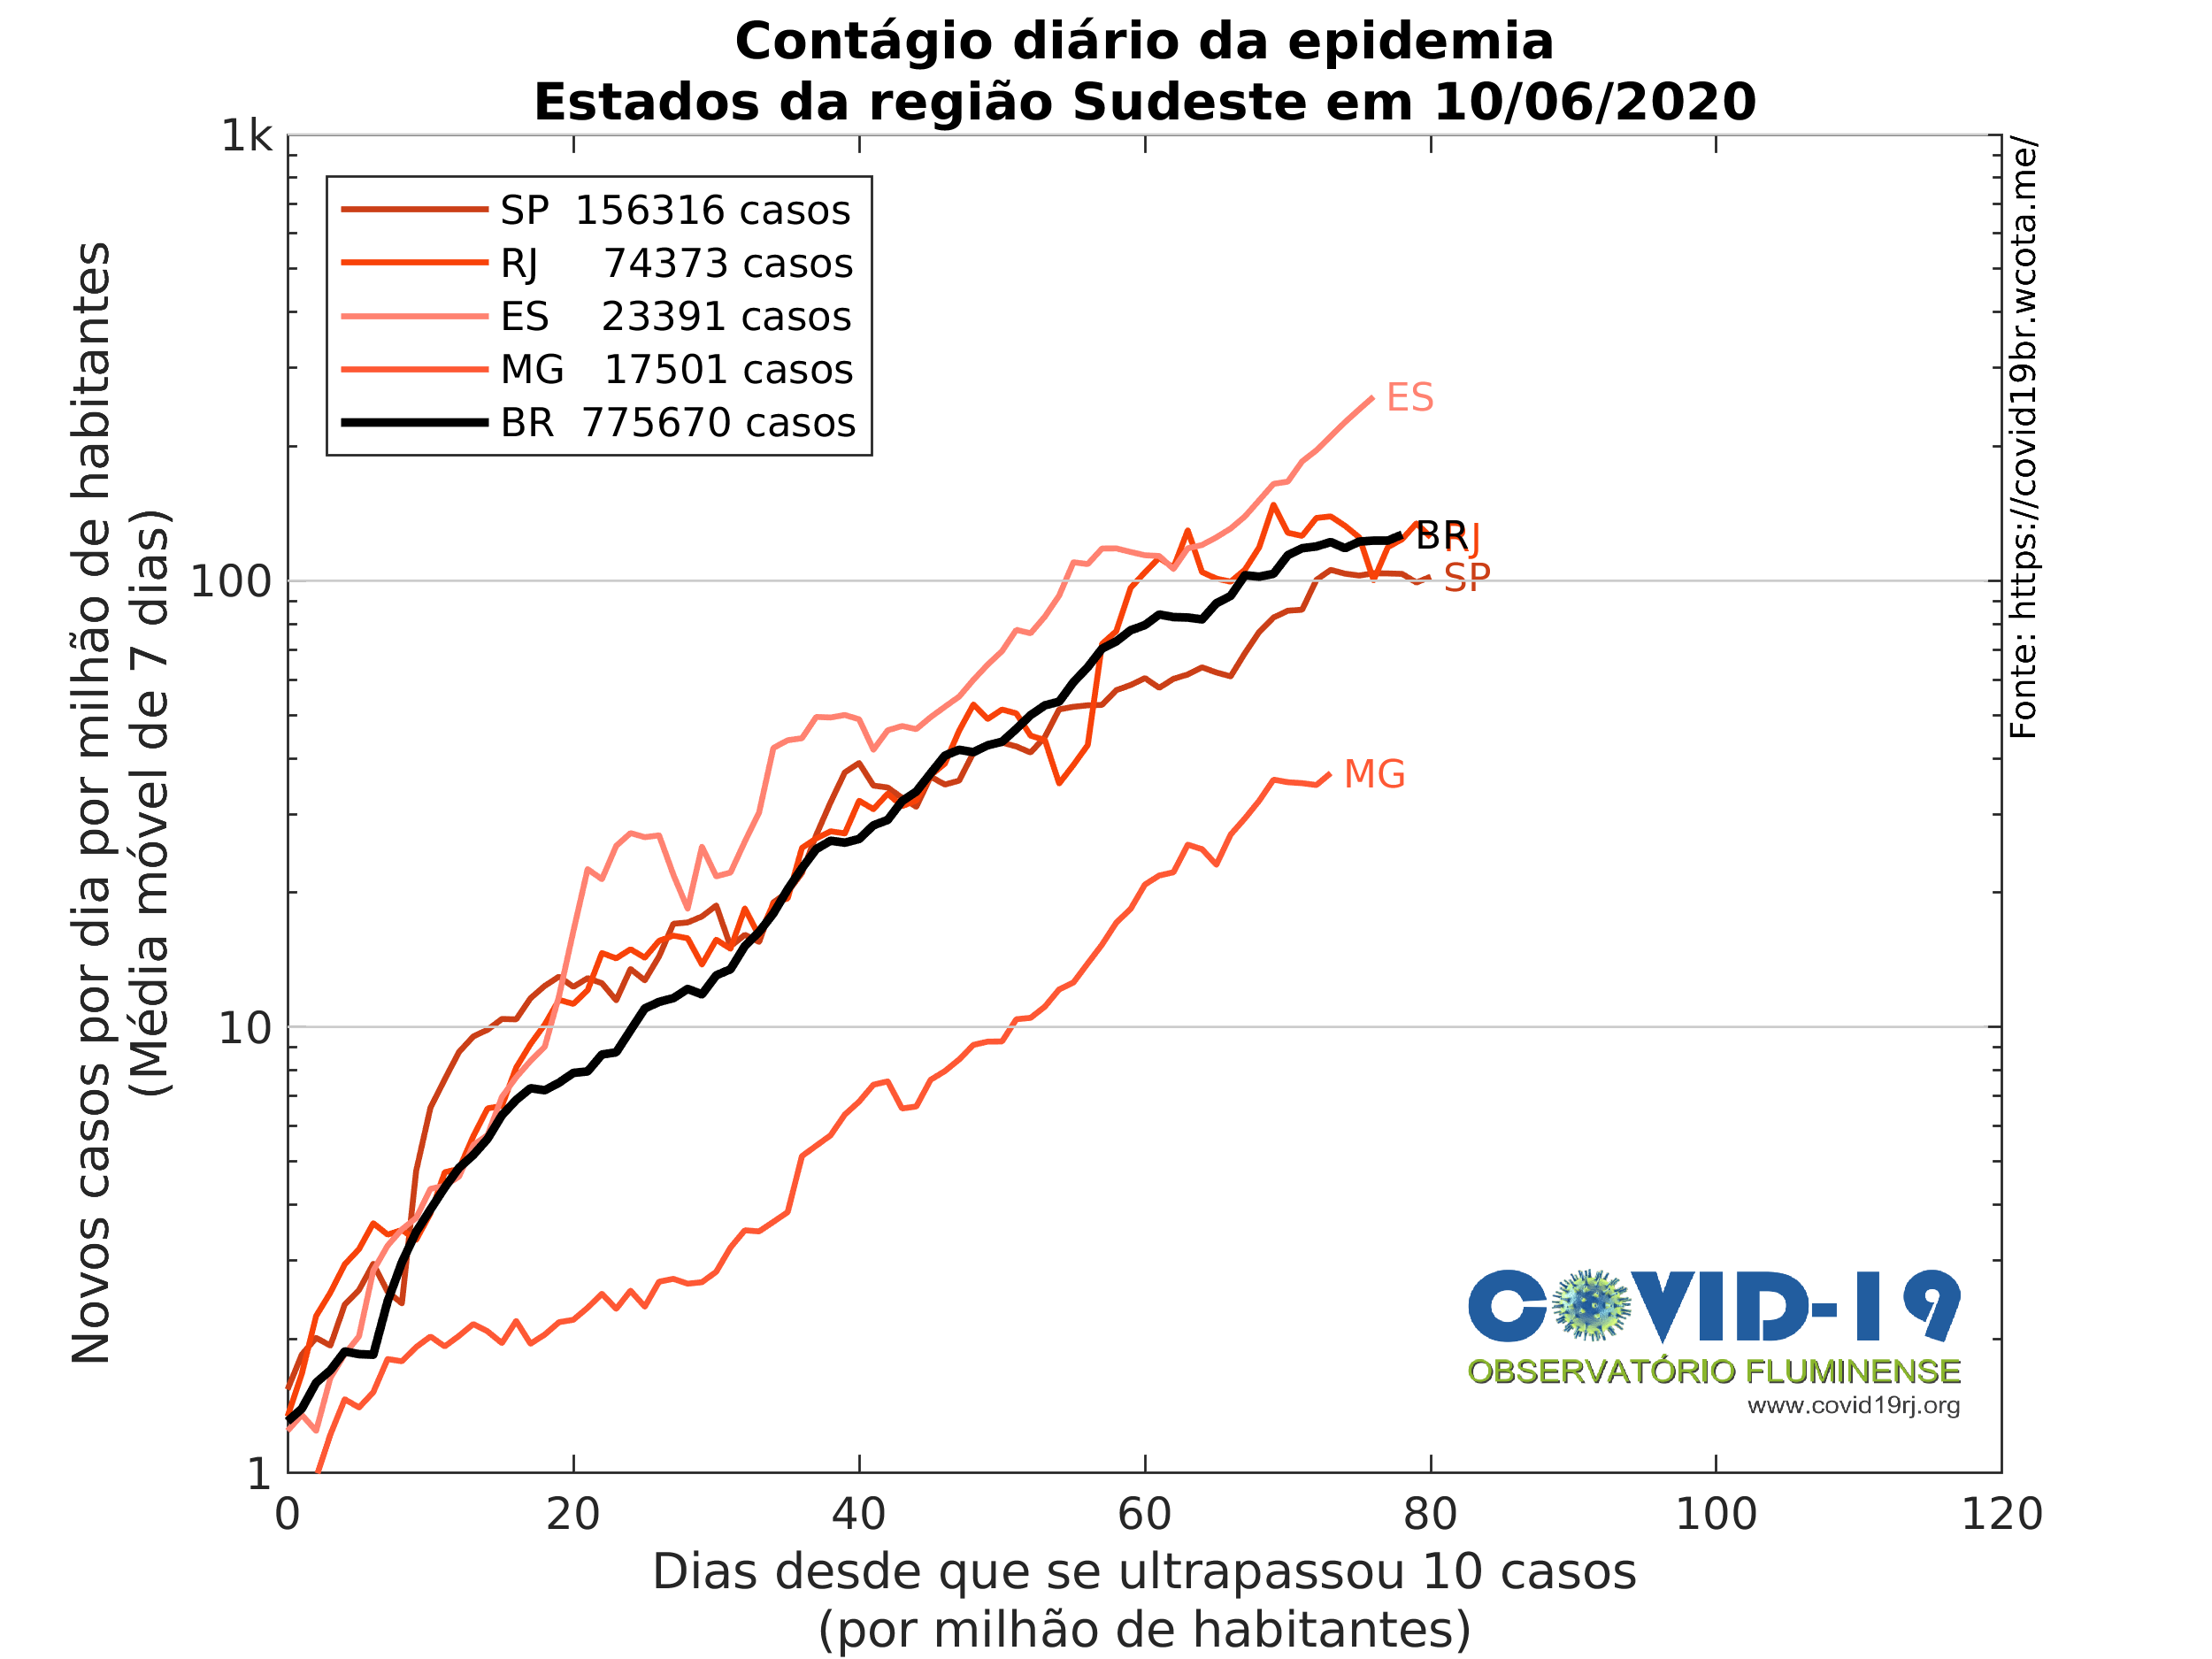 Contágio diário da epidemia
Estados da região Sudeste em 10/06/2020
Novos casos por dia por milhão de habitantes
(Média móvel de 7 dias)
1k
100
10
1
SP 156316 casos
RJ 74373 casos
ES 23391 casos
MG 17501 casos
BR 775670 casos
ES
BR
RJ
SP
MG
Fonte: https://covid19br.wcota.me/
COVID-19
OBSERVATÓRIO FLUMINENSE
www.covid19rj.org
0 20 40 60 80 100 120
Dias desde que se ultrapassou 10 casos
(por milhão de habitantes)